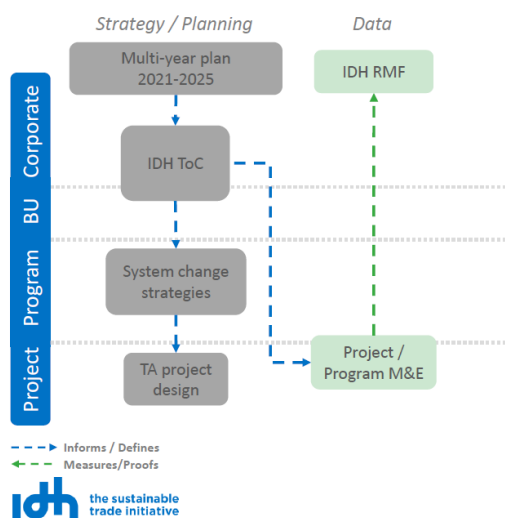 Strategy / Planning
Data
Multi-year plan
2021-2025
IDH RMF
Corporate
IDH ToC
BU
Program
System change
strategies
Project
TA project
design
Project /
Program M&E
Informs / Defines
Measures/Proofs
idh
the sustainable
trade initiative